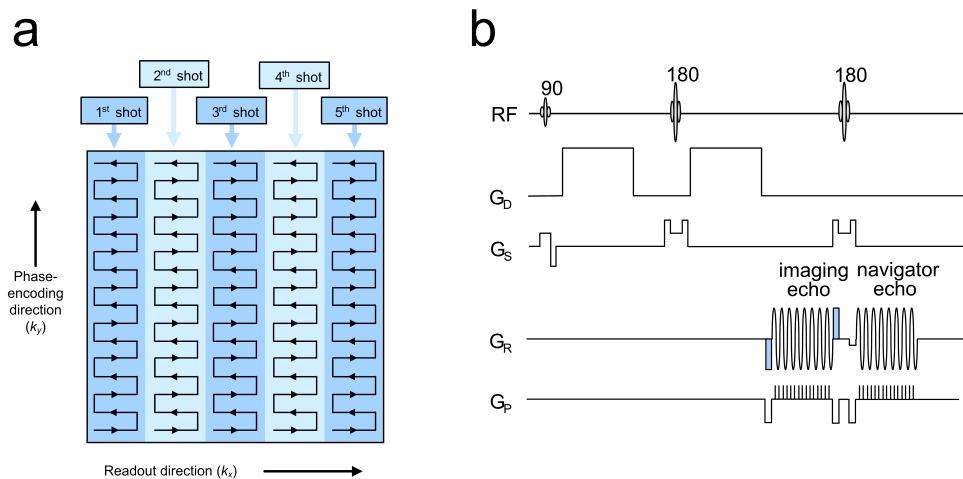 a
2nd shot
4th shot
1st shot
3rd shot
5th shot
Phase-
encoding
direction
(ky)
Readout direction (kx)
b
90
180
180
RF
GD
GS
imaging
echo
navigator
echo
GR
GP